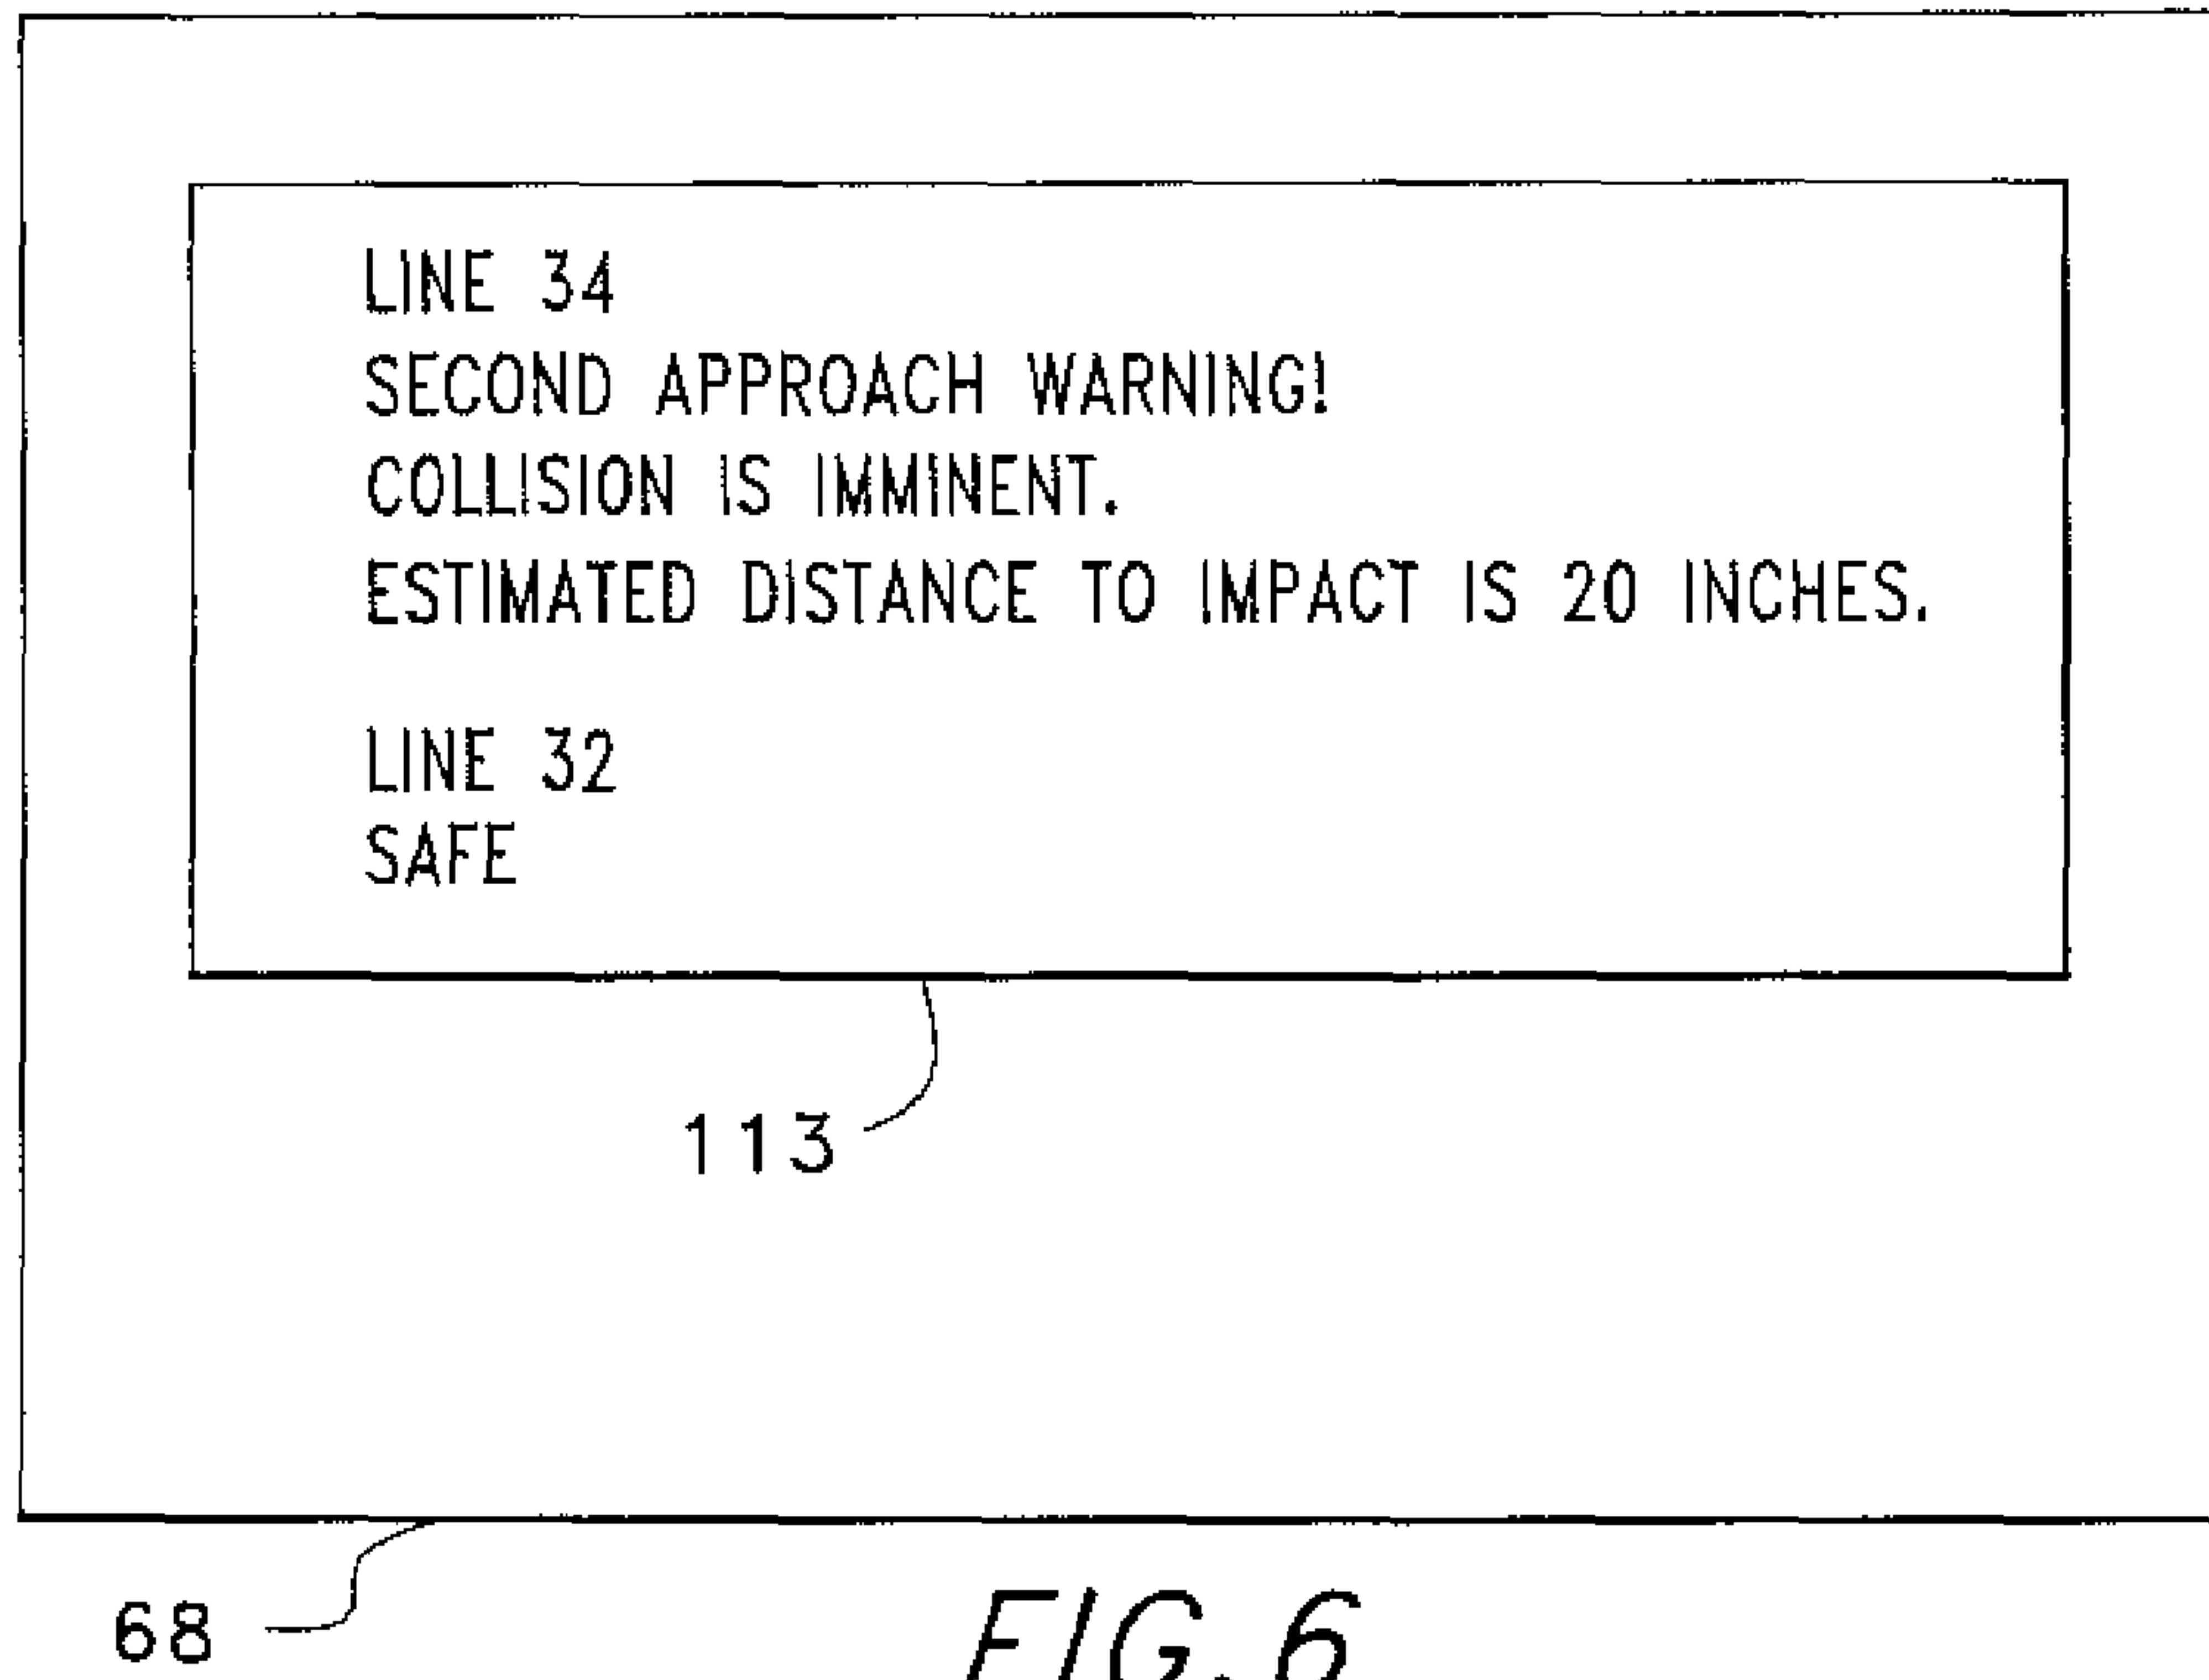 LINE 34
SECOND APPROACH WARNING!
COLLISION IS IMMINENT.
ESTIMATED DISTANCE TO IMPACT IS 20 INCHES.
LINE 32
SAFE
113
68
FIG. 6